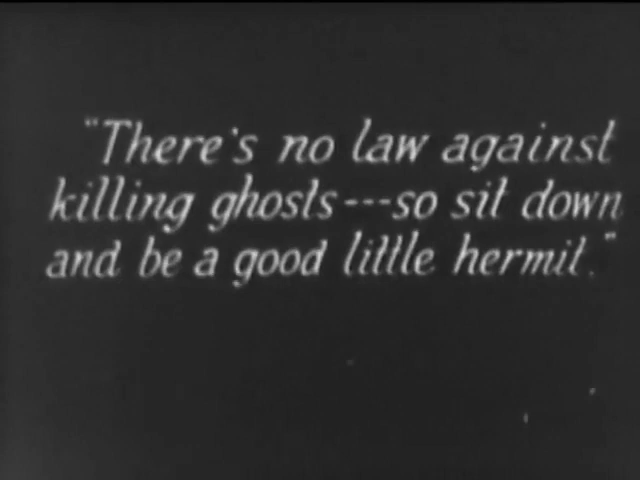 "There's no law against
killing ghosts---so sit down
and be a good little hermit."